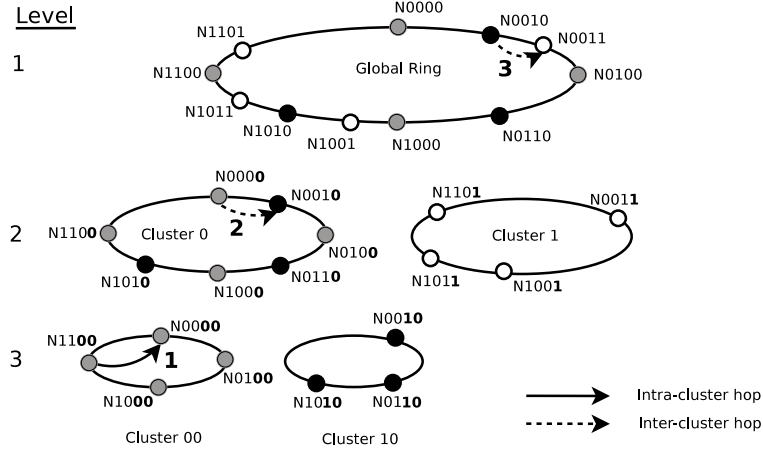 Level
N0000
N0010
N1101
N0011
1
3
Global Ring
N1100
N0100
N1011
N1010
N1001
N1000
N0110
N0000
N0010
N1101
N0011
2
N1100
Cluster 0
2
N0100
Cluster 1
N1010
N1000
N0110
N1011
N1001
3
N1100
N0000
1
N0100
N1000
N0010
N1010
N0110
Intra-cluster hop
Inter-cluster hop
Cluster 00
Cluster 10